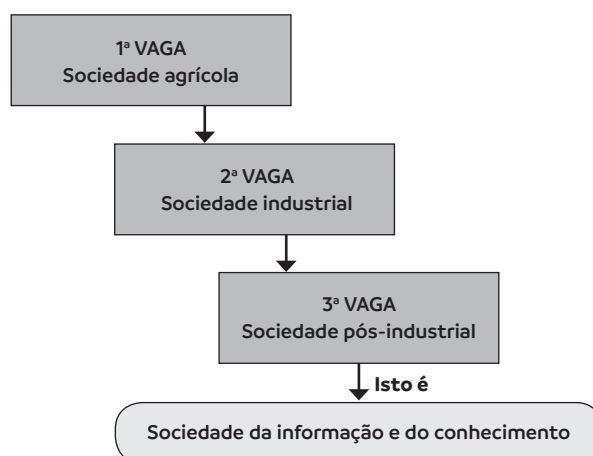 1ª VAGA
Sociedade agrícola
2ª VAGA
Sociedade industrial
3ª VAGA
Sociedade pós-industrial
Isto é
Sociedade da informação e do conhecimento